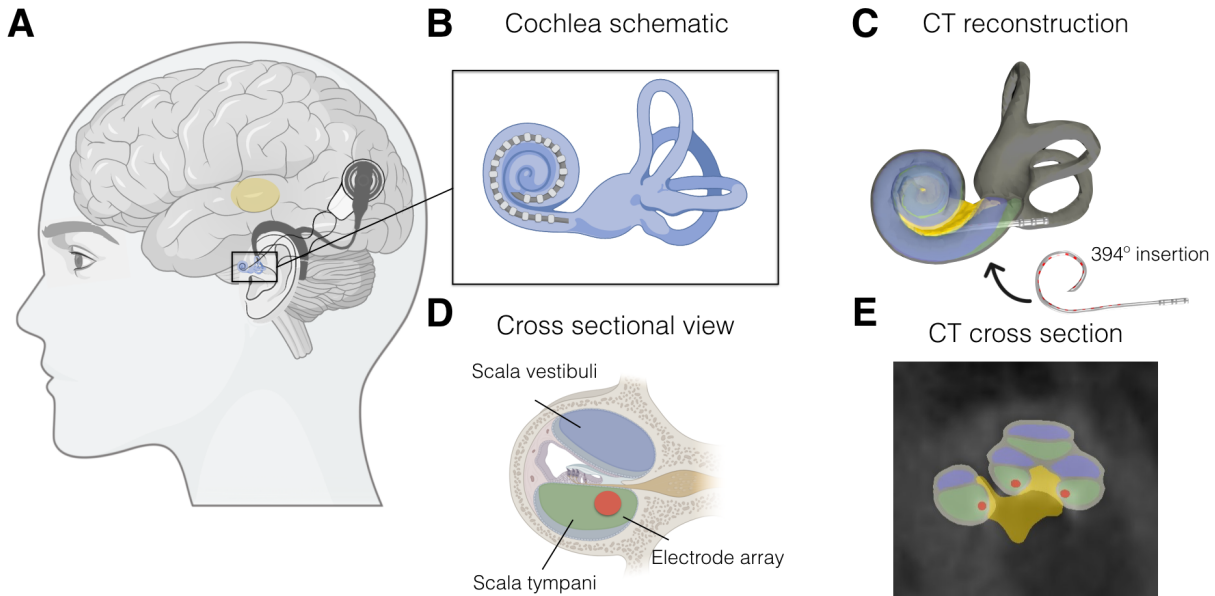 A
B
Cochlea schematic
C
CT reconstruction
394° insertion
D
Cross sectional view
Scala vestibuli
Electrode array
Scala tympani
E
CT cross section